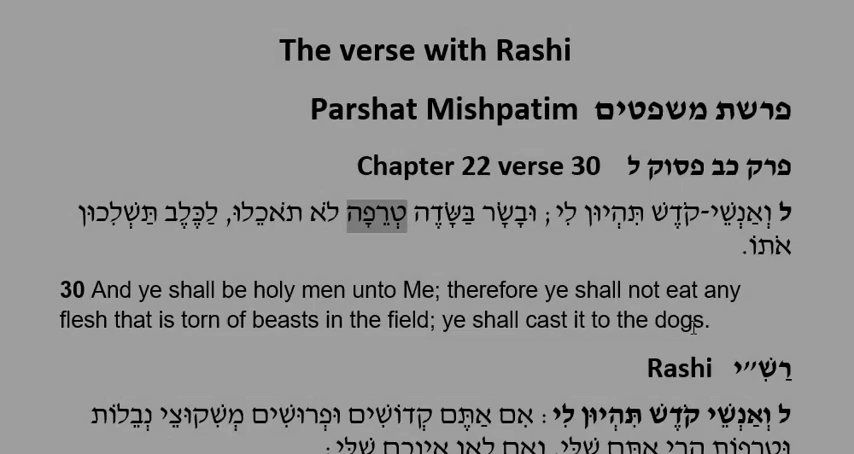 The verse with Rashi
Parshat Mishpatim פרשת משפטים
Chapter 22 verse 30 פרק כב פסוק ל
ל וְאַנְשֵׁי-קֹדֶשׁ תִּהְיוּן לִי; וּבָשָׂר בַּשָּׂדֶה טְרֵפָה לֹא תֹאכֵלוּ, לַכֶּלֶב תַּשְׁלִכוּן
אֹתוֹ.
30 And ye shall be holy men unto Me; therefore ye shall not eat any
flesh that is torn of beasts in the field; ye shall cast it to the dogs.
Rashi רַשִׁ״י
ל וְאַנְשֵׁי קֹדֶשׁ תִּהְיוּן לִי: אִם אַתֶּם קְדוֹשִׁים וּפְרוּשִׁים מִשִּׁקּוּצֵי נְבֵלוֹת
וּטְרֵפוֹת הֲרֵי אַתֶּם שֶׁלִּי, וְאִם לָאו אֵינְכֶם שֶׁלִּי: